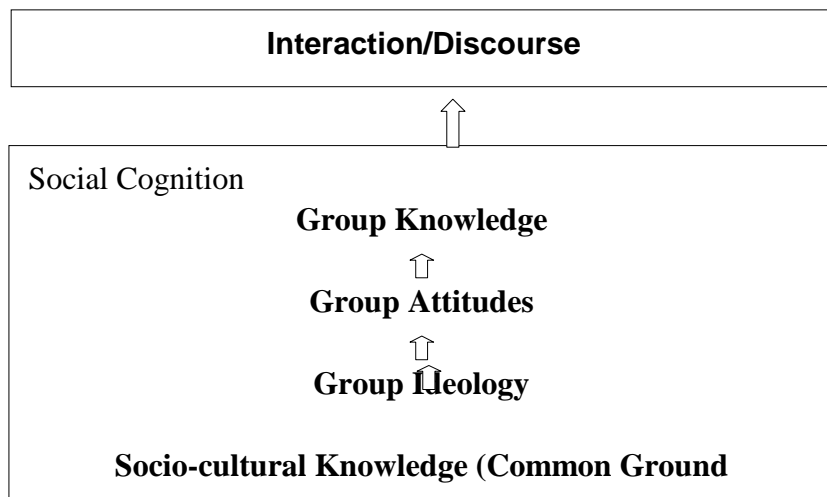 Interaction/Discourse
Social Cognition
Group Knowledge
Group Attitudes
Group Ideology
Socio-cultural Knowledge (Common Ground